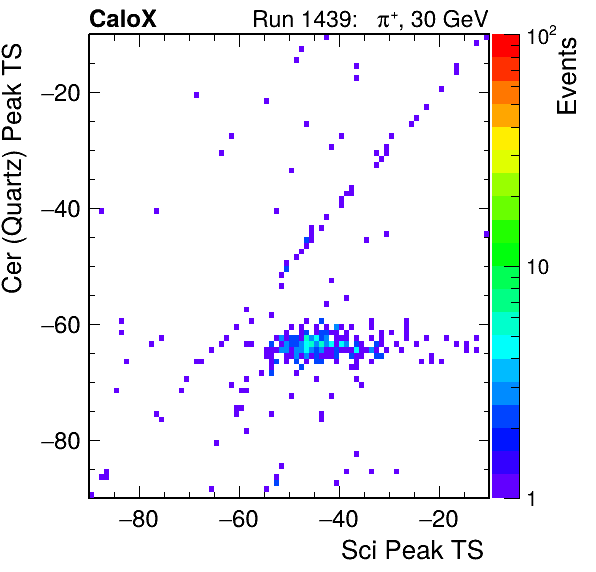 CaloX Run 1439: π⁺, 30 GeV
Cer (Quartz) Peak TS
−20
−40
−60
−80
−80 −60 −40 −20
Sci Peak TS
10²
10
1
Events